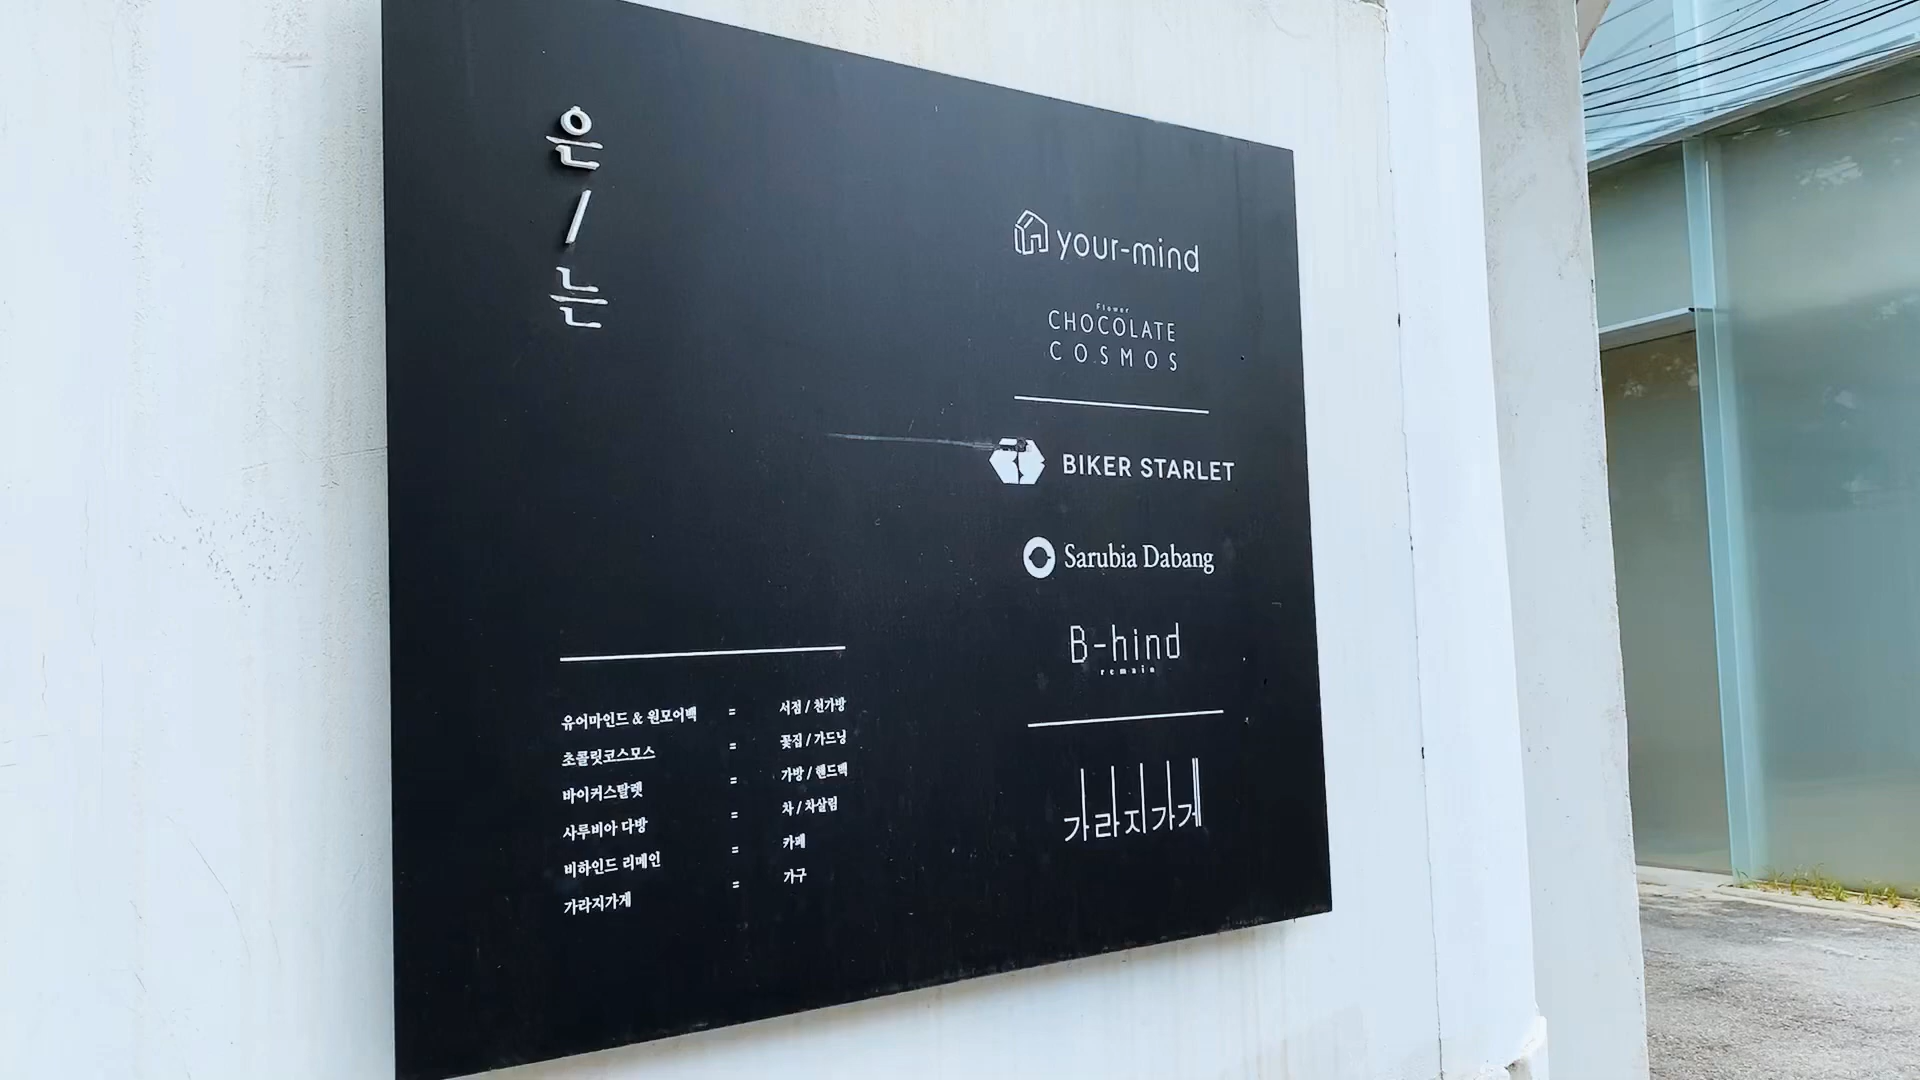 은
/
는
your-mind
Flower
CHOCOLATE
COSMOS
BIKER STARLET
Sarubia Dabang
B-hind
remain
가라지가게
유어마인드 & 원모어백 = 서점 / 천가방
초콜릿코스모스 = 꽃집 / 가드닝
바이커스탈렛 = 가방 / 핸드백
사루비아 다방 = 차 / 차살림
비하인드 리메인 = 카페
가라지가게 = 가구